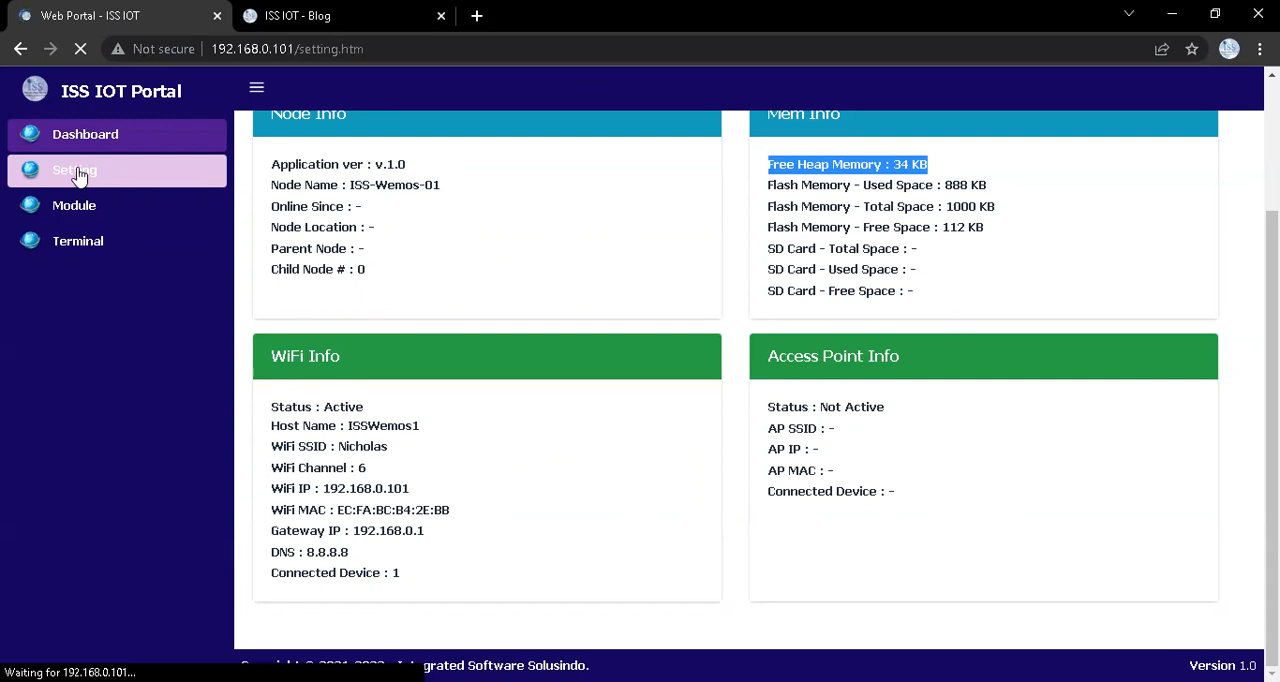 Web Portal - ISS IOT
ISS IOT - Blog
Not secure
192.168.0.101/setting.htm
ISS IOT Portal
Dashboard
Setting
Module
Terminal
Node Info
Application ver : v.1.0
Node Name : ISS-Wemos-01
Online Since : -
Node Location : -
Parent Node : -
Child Node # : 0
Mem Info
Free Heap Memory : 34 KB
Flash Memory - Used Space : 888 KB
Flash Memory - Total Space : 1000 KB
Flash Memory - Free Space : 112 KB
SD Card - Total Space : -
SD Card - Used Space : -
SD Card - Free Space : -
WiFi Info
Status : Active
Host Name : ISSWemos1
WiFi SSID : Nicholas
WiFi Channel : 6
WiFi IP : 192.168.0.101
WiFi MAC : EC:FA:BC:B4:2E:BB
Gateway IP : 192.168.0.1
DNS : 8.8.8.8
Connected Device : 1
Access Point Info
Status : Not Active
AP SSID : -
AP IP : -
AP MAC : -
Connected Device : -
Integrated Software Solusindo.
Version 1.0
Waiting for 192.168.0.101...